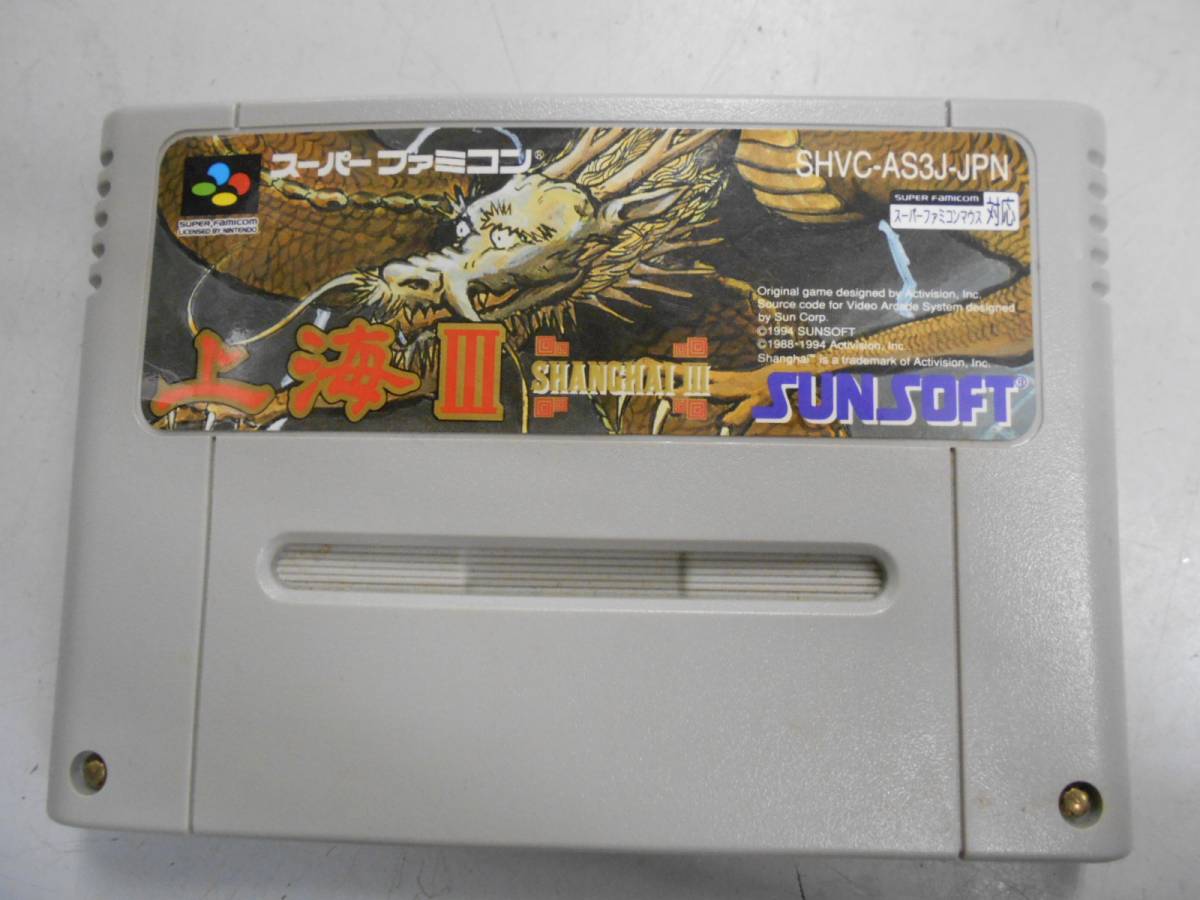 スーパーファミコン®
SUPER FAMICOM
LICENSED BY NINTENDO
SHVC-AS3J-JPN
SUPER FAMICOM
スーパーファミコンマウス 対応
Original game designed by Activision, Inc.
Source code for Video Arcade System designed
by Sun Corp.
©1994 SUNSOFT
©1988-1994 Activision, Inc.
Shanghai™ is a trademark of Activision, Inc.
上海III
SHANGHAI III
SUNSOFT®